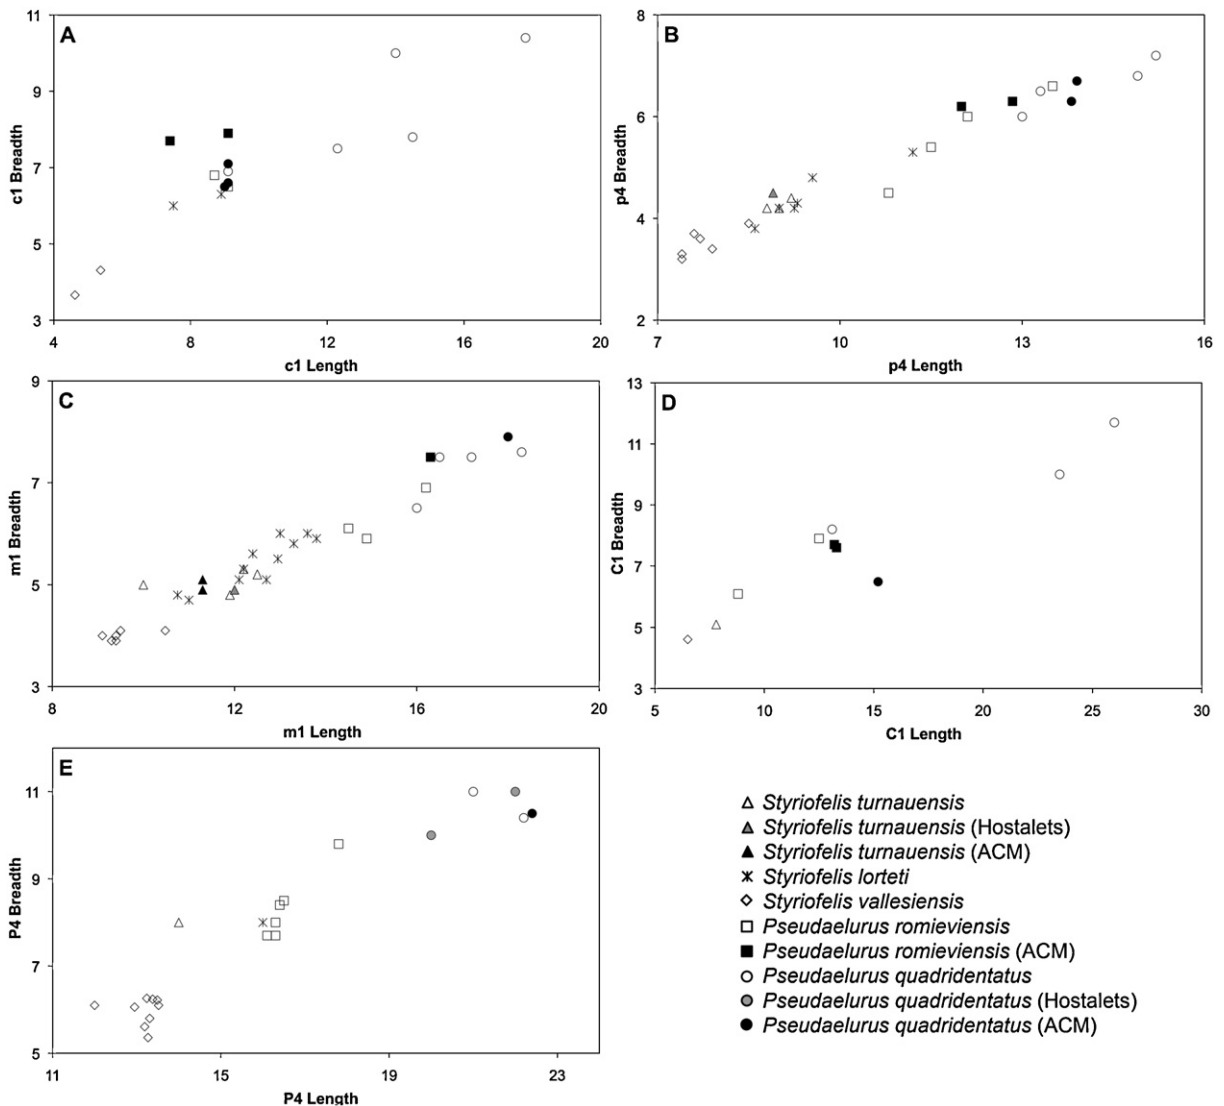 A
11
9
7
5
3
4
8
12
16
20
c1 Breadth
c1 Length
B
8
6
4
2
7
10
13
16
p4 Breadth
p4 Length
C
9
7
5
3
8
12
16
20
m1 Breadth
m1 Length
D
13
11
9
7
5
3
5
10
15
20
25
30
C1 Breadth
C1 Length
E
11
9
7
5
11
15
19
23
P4 Breadth
P4 Length
Styriofelis turnauensis
Styriofelis turnauensis (Hostalets)
Styriofelis turnauensis (ACM)
Styriofelis lorteti
Styriofelis vallesiensis
Pseudaelurus romieviensis
Pseudaelurus romieviensis (ACM)
Pseudaelurus quadridentatus
Pseudaelurus quadridentatus (Hostalets)
Pseudaelurus quadridentatus (ACM)